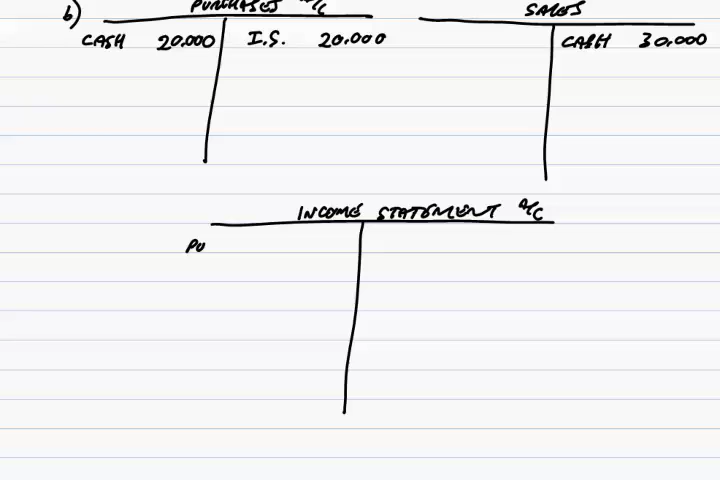 b) PURCHASES A/C
SALES
CASH 20,000 I.S. 20,000
CASH 30,000
INCOME STATEMENT A/C
PU